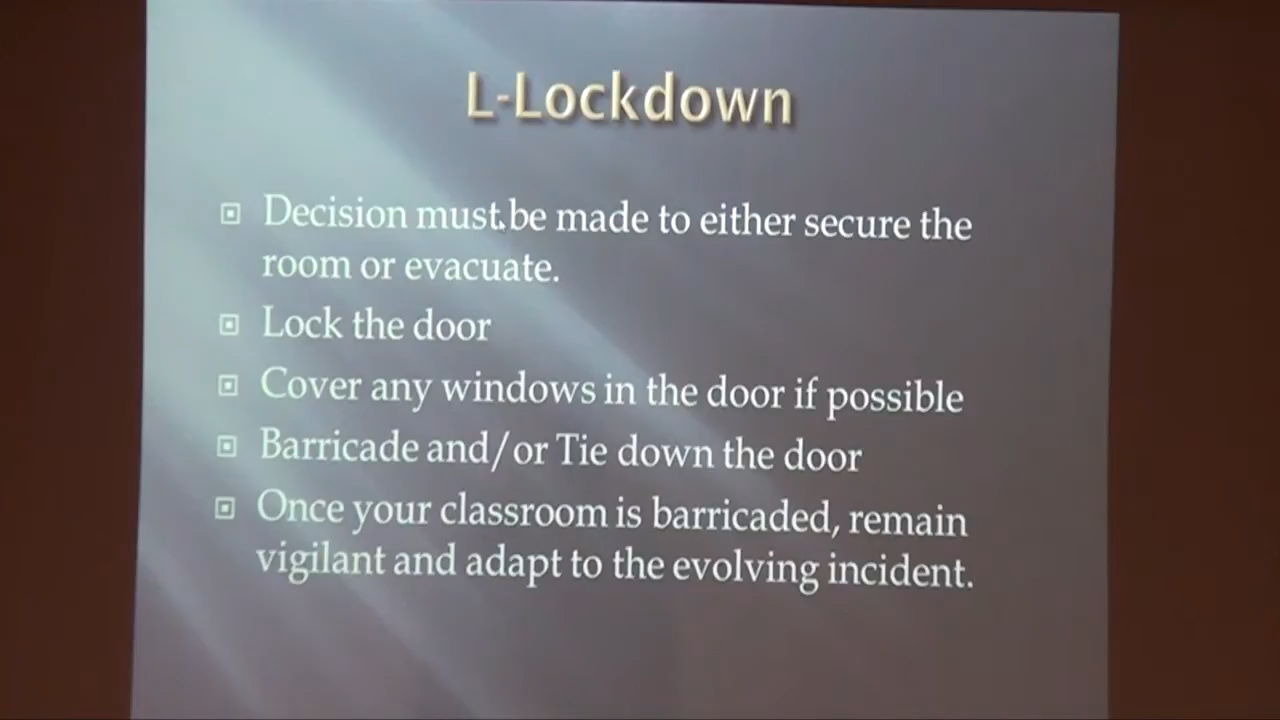 L-Lockdown
Decision must be made to either secure the
room or evacuate.
Lock the door
Cover any windows in the door if possible
Barricade and/or Tie down the door
Once your classroom is barricaded, remain
vigilant and adapt to the evolving incident.